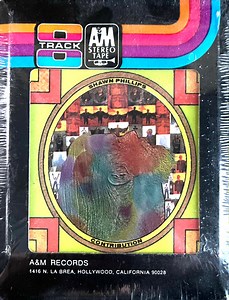 8
TRACK
A&M
STEREO
TAPE
SHAWN PHILLIPS
CONTRIBUTION
A&M RECORDS
1416 N. LA BREA, HOLLYWOOD, CALIFORNIA 90028